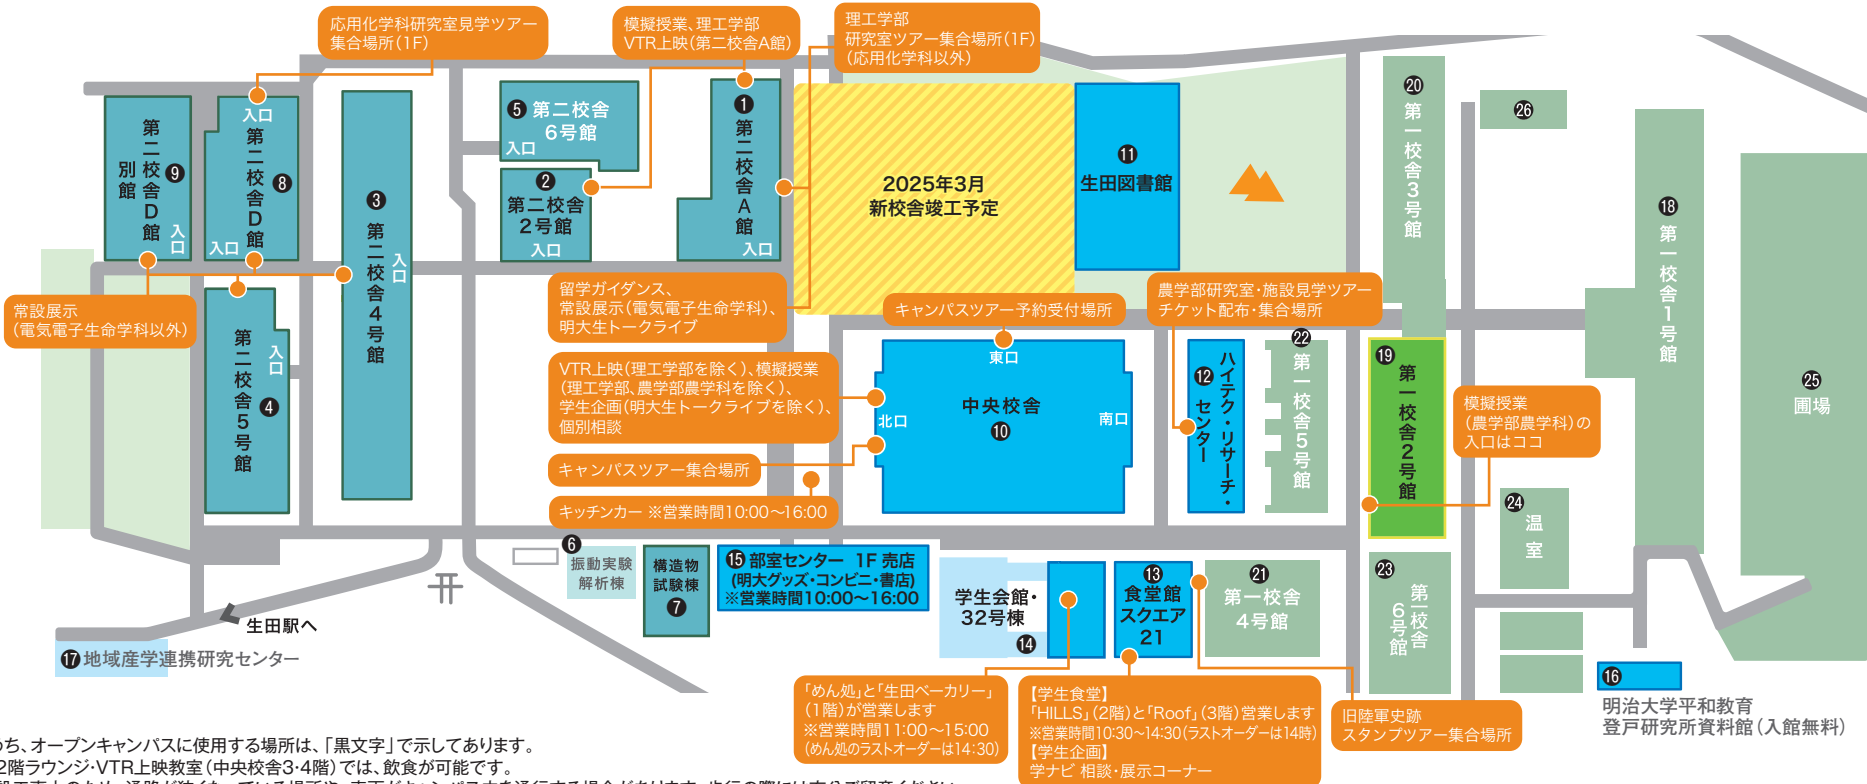 応用化学科研究室見学ツアー
集合場所(1F)
模擬授業、理工学部
VTR上映(第二校舎A館)
理工学部
研究室ツアー集合場所(1F)
(応用化学科以外)
❾ 第二校舎D館
別館
入口
入口
❽ 第二校舎D館
入口
❸ 第二校舎4号館
入口
❺ 第二校舎
6号館
入口
❷
第二校舎
2号館
入口
❶
第二校舎A館
入口
2025年3月
新校舎竣工予定
⓫
生田図書館
⓴
第一校舎3号館
㉖
⓲
第一校舎1号館
㉕
圃場
常設展示
(電気電子生命学科以外)
第二校舎5号館
❹
入口
留学ガイダンス、
常設展示(電気電子生命学科)、
明大生トークライブ
キャンパスツアー予約受付場所
農学部研究室・施設見学ツアー
チケット配布・集合場所
VTR上映(理工学部を除く)、模擬授業
(理工学部、農学部農学科を除く)、
学生企画(明大生トークライブを除く)、
個別相談
キャンパスツアー集合場所
キッチンカー ※営業時間10:00〜16:00
東口
北口
中央校舎
❿
南口
⓬ ハイテク・リサーチ・
センター
㉒
第一校舎5号館
⓳
第一校舎2号館
模擬授業
(農学部農学科)の
入口はココ
㉔
温室
❻
振動実験
解析棟
構造物
試験棟
❼
⓯ 部室センター 1F 売店
(明大グッズ・コンビニ・書店)
※営業時間10:00〜16:00
学生会館・
32号棟
⓮
⓭
食堂館
スクエア
21
㉑
第一校舎
4号館
㉓
第一校舎
6号館
生田駅へ
⓱ 地域産学連携研究センター
「めん処」と「生田ベーカリー」
(1階)が営業します
※営業時間11:00〜15:00
(めん処のラストオーダーは14:30)
【学生食堂】
「HILLS」(2階)と「Roof」(3階)営業します
※営業時間10:30〜14:30(ラストオーダーは14時)
【学生企画】
学ナビ 相談・展示コーナー
旧陸軍史跡
スタンプツアー集合場所
⓰
明治大学平和教育
登戸研究所資料館(入館無料)
うち、オープンキャンパスに使用する場所は、「黒文字」で示してあります。
2階ラウンジ・VTR上映教室(中央校舎3・4階)では、飲食が可能です。